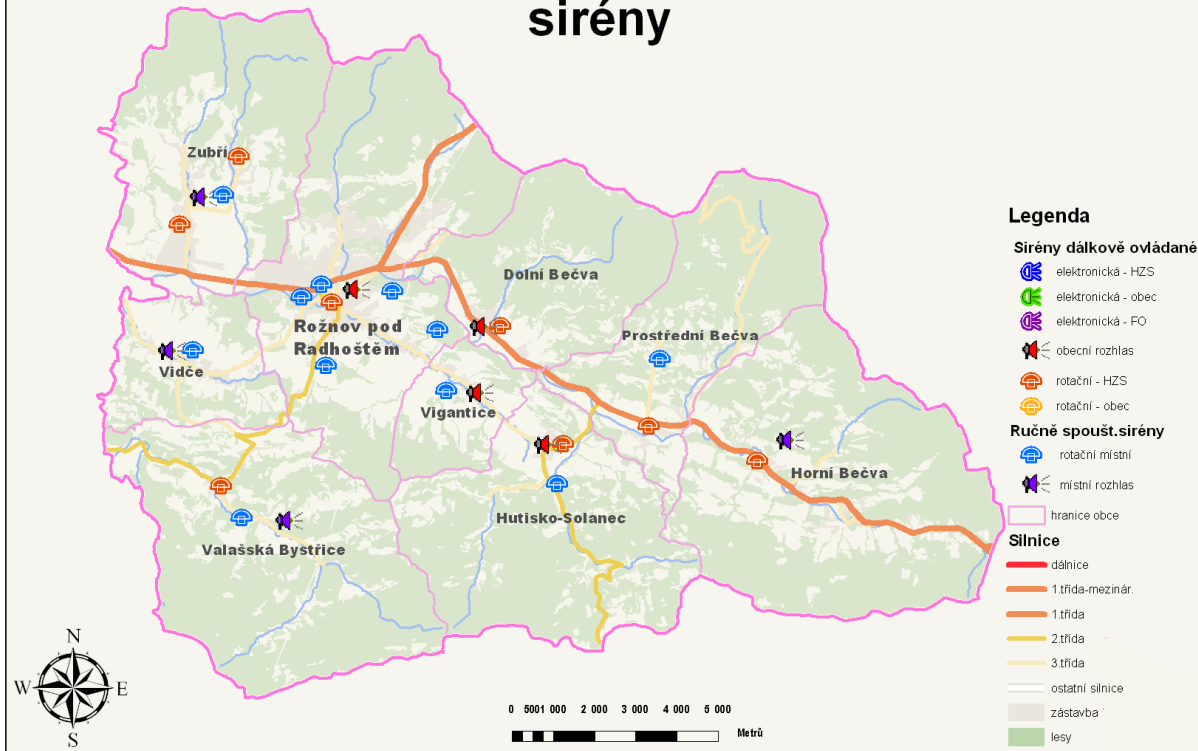 sirény
Zubří
Dolní Bečva
Rožnov pod
Radhoštěm
Prostřední Bečva
Vidče
Vigantice
Horní Bečva
Hutisko-Solanec
Valašská Bystřice
Legenda
Sirény dálkově ovládané
elektronická - HZS
elektronická - obec
elektronická - FO
obecní rozhlas
rotační - HZS
rotační - obec
Ručně spoušt.sirény
rotační místní
místní rozhlas
hranice obce
Silnice
dálnice
1.třída-mezinár.
1.třída
2.třída
3.třída
ostatní silnice
zástavba
lesy
N
W E
S
0 5001 000 2 000 3 000 4 000 5 000
Metrů